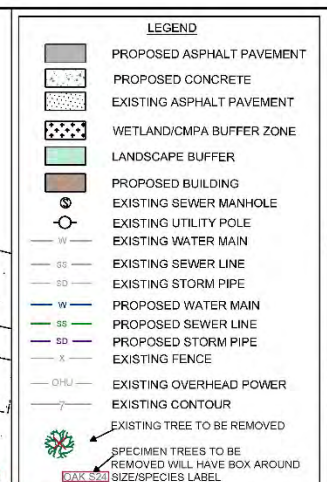 LEGEND
PROPOSED ASPHALT PAVEMENT
PROPOSED CONCRETE
EXISTING ASPHALT PAVEMENT
WETLAND/CMPA BUFFER ZONE
LANDSCAPE BUFFER
PROPOSED BUILDING
S EXISTING SEWER MANHOLE
EXISTING UTILITY POLE
W EXISTING WATER MAIN
SS EXISTING SEWER LINE
SD EXISTING STORM PIPE
W PROPOSED WATER MAIN
SS PROPOSED SEWER LINE
SD PROPOSED STORM PIPE
X EXISTING FENCE
OHU EXISTING OVERHEAD POWER
7 EXISTING CONTOUR
EXISTING TREE TO BE REMOVED
SPECIMEN TREES TO BE
REMOVED WILL HAVE BOX AROUND
OAK S24 SIZE/SPECIES LABEL